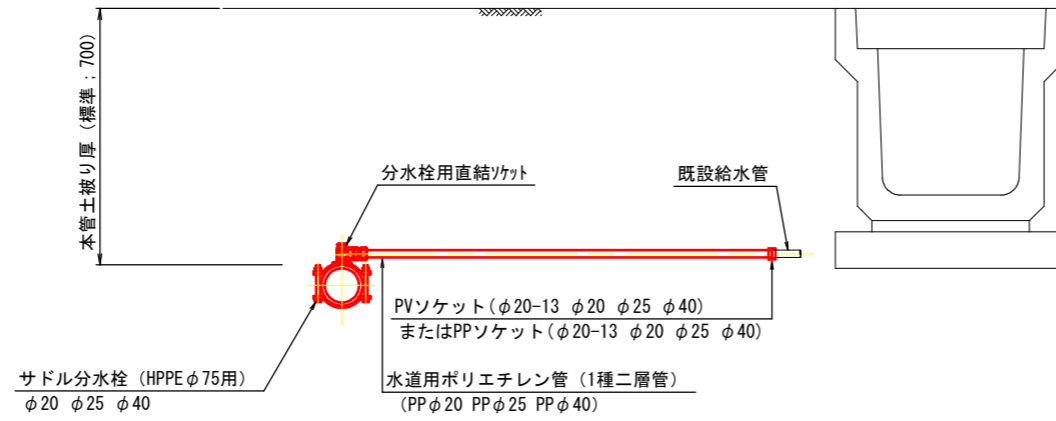 本管土被り厚（標準；700）
分水栓用直結ｿｹｯﾄ
既設給水管
PVソケット(φ20-13 φ20 φ25 φ40)
またはPPソケット(φ20-13 φ20 φ25 φ40)
サドル分水栓（HPPEφ75用）
φ20 φ25 φ40
水道用ポリエチレン管（1種二層管）
(PPφ20 PPφ25 PPφ40)